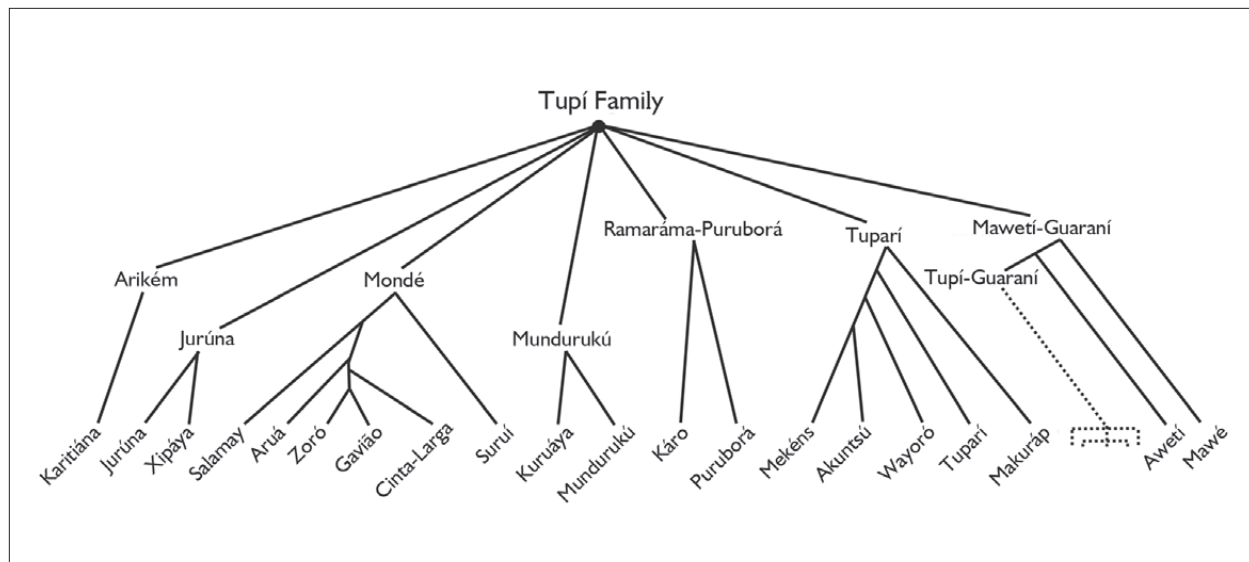 Tupí Family
Ramaráma-Puruborá
Tuparí
Mawetí-Guaraní
Arikém
Mondé
Tupí-Guaraní
Jurúna
Mundurukú
Karitiána
Jurúna
Xipáya
Salamay
Aruá
Zoró
Gavião
Cinta-Larga
Suruí
Kuruáya
Mundurukú
Káro
Puruborá
Mekéns
Akuntsú
Wayoró
Tuparí
Makuráp
Awetí
Mawé